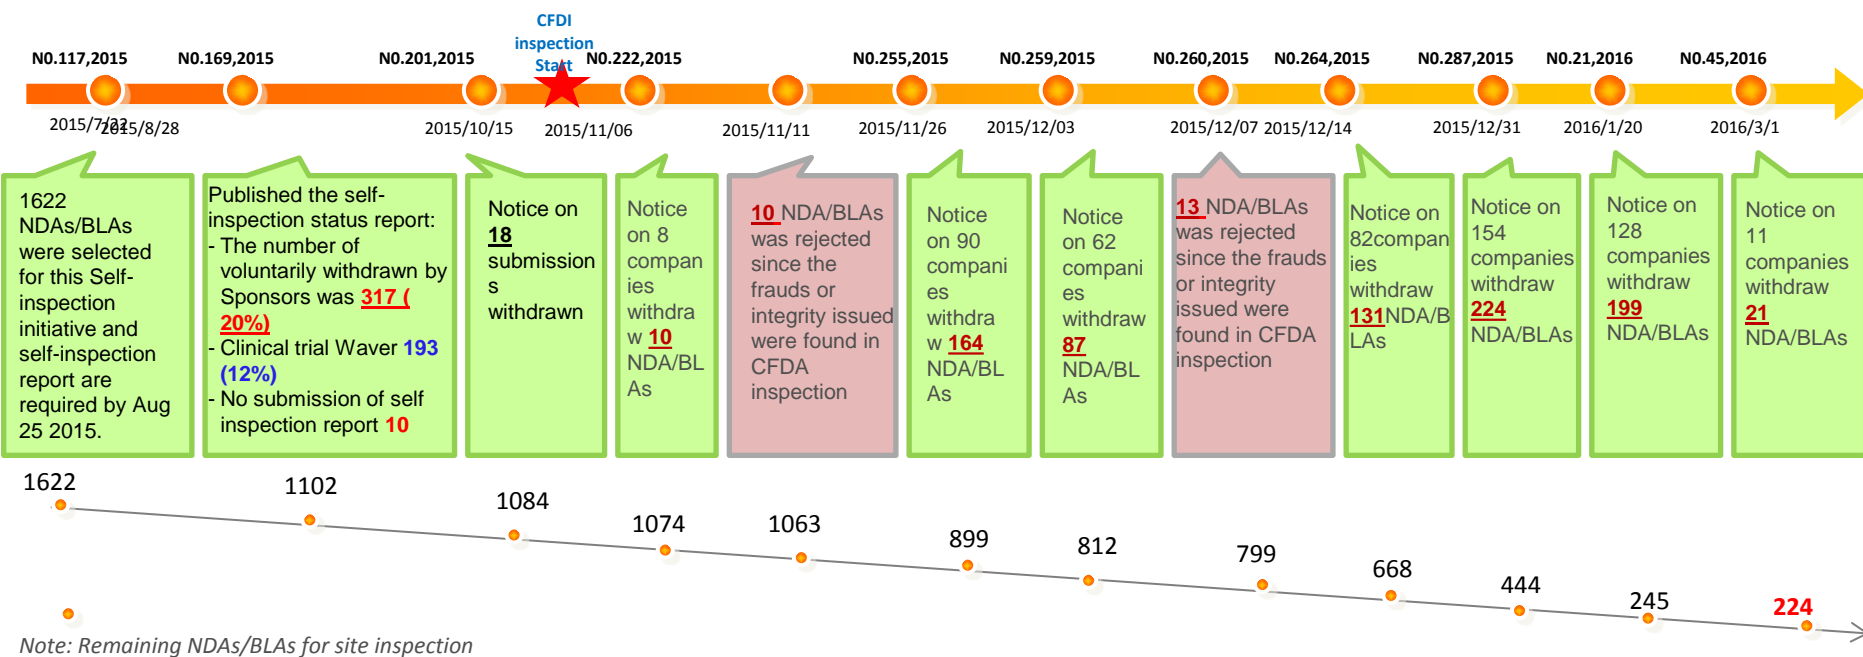 CFDI
inspection
Start
N0.117,2015
N0.169,2015
N0.201,2015
N0.222,2015
N0.255,2015
N0.259,2015
N0.260,2015
N0.264,2015
N0.287,2015
N0.21,2016
N0.45,2016
2015/7/22
2015/8/28
2015/10/15
2015/11/06
2015/11/11
2015/11/26
2015/12/03
2015/12/07
2015/12/14
2015/12/31
2016/1/20
2016/3/1
1622
NDAs/BLAs
were selected
for this Self-
inspection
initiative and
self-inspection
report are
required by Aug
25 2015.
Published the self-
inspection status report:
- The number of
voluntarily withdrawn by
Sponsors was 317 (
20%)
- Clinical trial Waver 193
(12%)
- No submission of self
inspection report 10
Notice on
18
submission
s
withdrawn
Notice
on 8
compan
ies
withdra
w 10
NDA/BL
As
10 NDA/BLAs
was rejected
since the
frauds or
integrity issued
were found in
CFDA
inspection
Notice
on 90
compani
es
withdra
w 164
NDA/BL
As
Notice
on 62
compani
es
withdraw
87
NDA/BL
As
13 NDA/BLAs
was rejected
since the frauds
or integrity
issued were
found in CFDA
inspection
Notice on
82compan
ies
withdraw
131NDA/B
LAs
Notice on
154
companies
withdraw
224
NDA/BLAs
Notice on
128
companies
withdraw
199
NDA/BLAs
Notice on
11
companies
withdraw
21
NDA/BLAs
1622
1102
1084
1074
1063
899
812
799
668
444
245
224
Note: Remaining NDAs/BLAs for site inspection